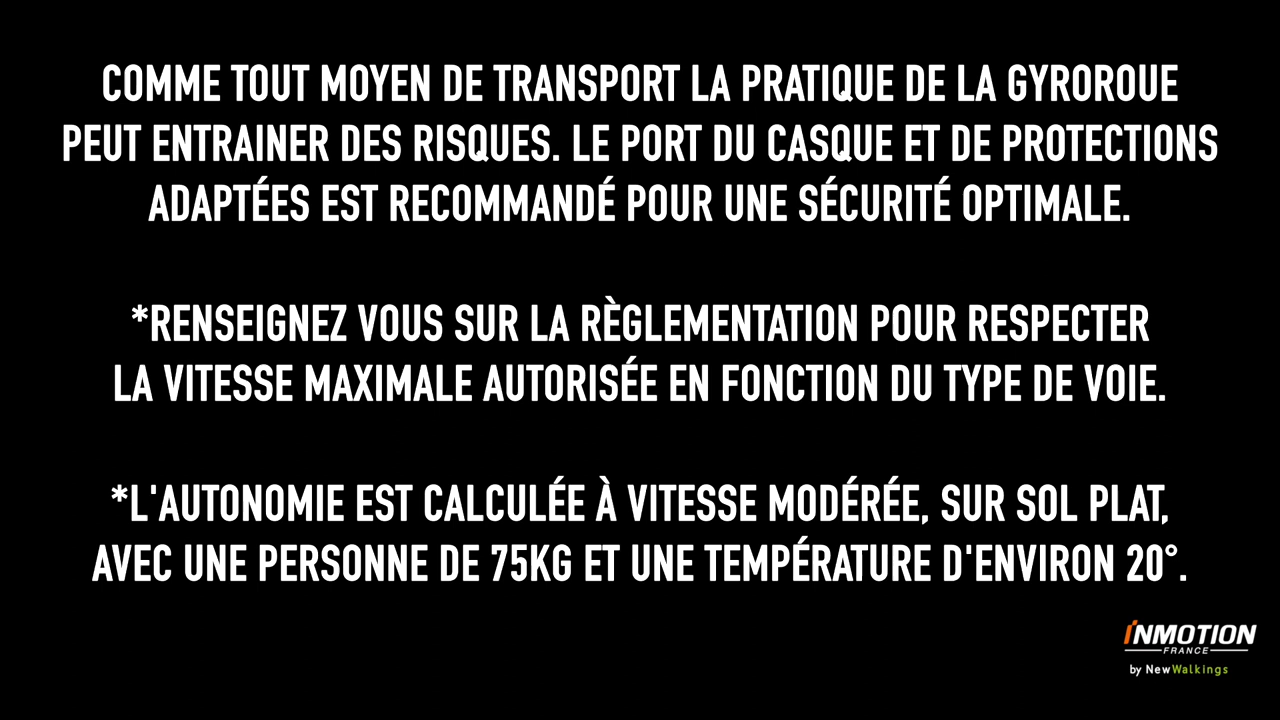 COMME TOUT MOYEN DE TRANSPORT LA PRATIQUE DE LA GYROROUE
PEUT ENTRAINER DES RISQUES. LE PORT DU CASQUE ET DE PROTECTIONS
ADAPTÉES EST RECOMMANDÉ POUR UNE SÉCURITÉ OPTIMALE.
*RENSEIGNEZ VOUS SUR LA RÈGLEMENTATION POUR RESPECTER
LA VITESSE MAXIMALE AUTORISÉE EN FONCTION DU TYPE DE VOIE.
*L'AUTONOMIE EST CALCULÉE À VITESSE MODÉRÉE, SUR SOL PLAT,
AVEC UNE PERSONNE DE 75KG ET UNE TEMPÉRATURE D'ENVIRON 20°.
INMOTION
FRANCE
by NewWalkings